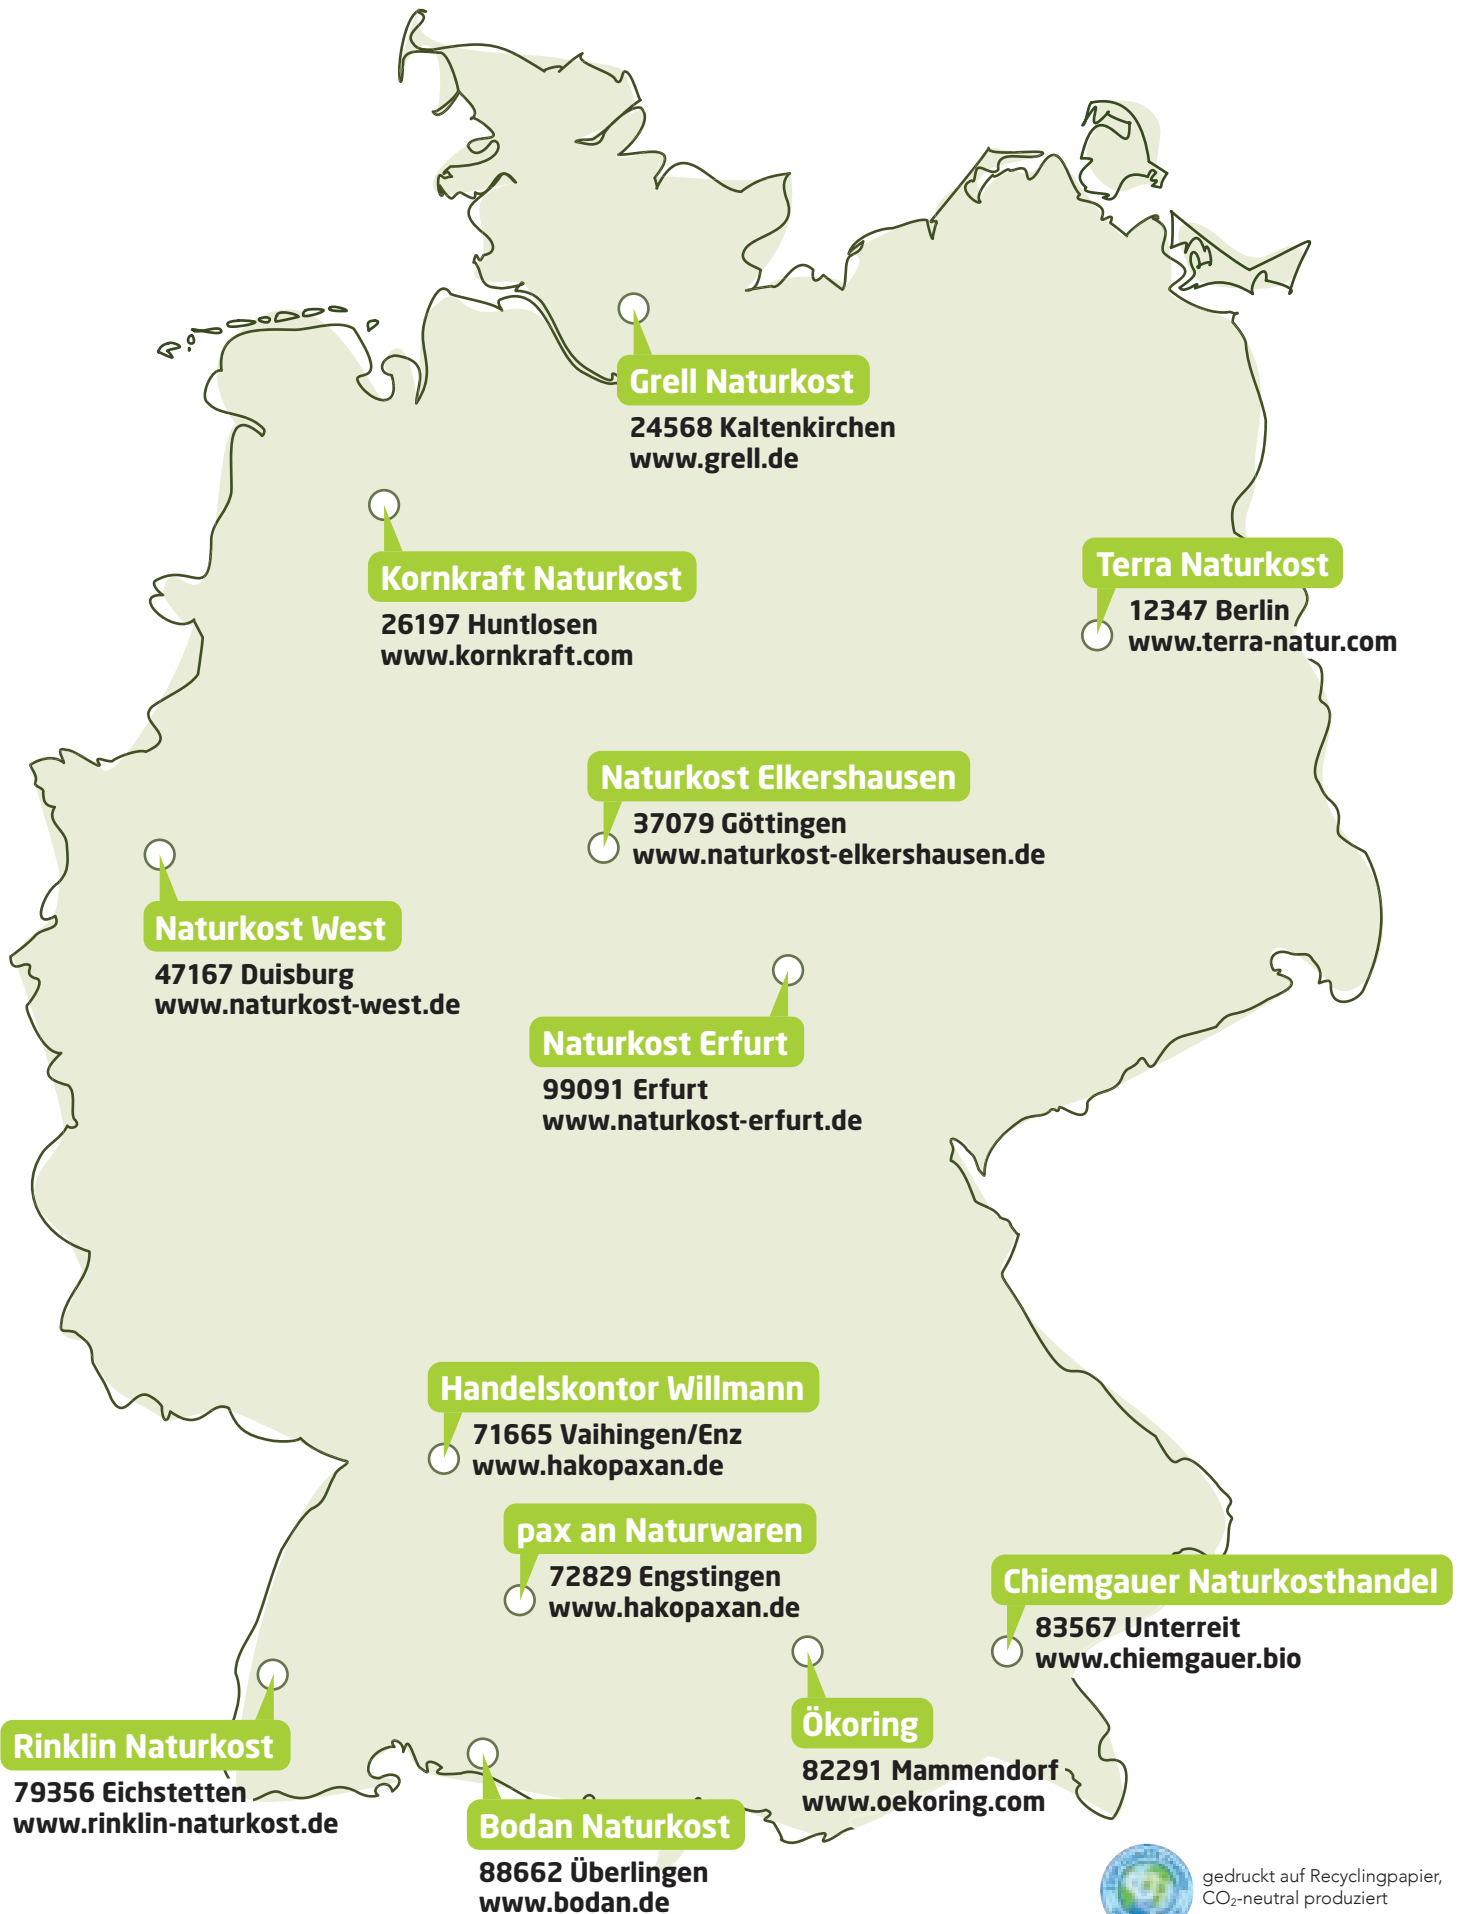 Grell Naturkost
24568 Kaltenkirchen
www.grell.de
Kornkraft Naturkost
26197 Huntlosen
www.kornkraft.com
Terra Naturkost
12347 Berlin
www.terra-natur.com
Naturkost Elkershausen
37079 Göttingen
www.naturkost-elkershausen.de
Naturkost West
47167 Duisburg
www.naturkost-west.de
Naturkost Erfurt
99091 Erfurt
www.naturkost-erfurt.de
Handelskontor Willmann
71665 Vaihingen/Enz
www.hakopaxan.de
pax an Naturwaren
72829 Engstingen
www.hakopaxan.de
Chiemgauer Naturkosthandel
83567 Unterreit
www.chiemgauer.bio
Rinklin Naturkost
79356 Eichstetten
www.rinklin-naturkost.de
Ökoring
82291 Mammendorf
www.oekoring.com
Bodan Naturkost
88662 Überlingen
www.bodan.de
gedruckt auf Recyclingpapier,
CO₂-neutral produziert